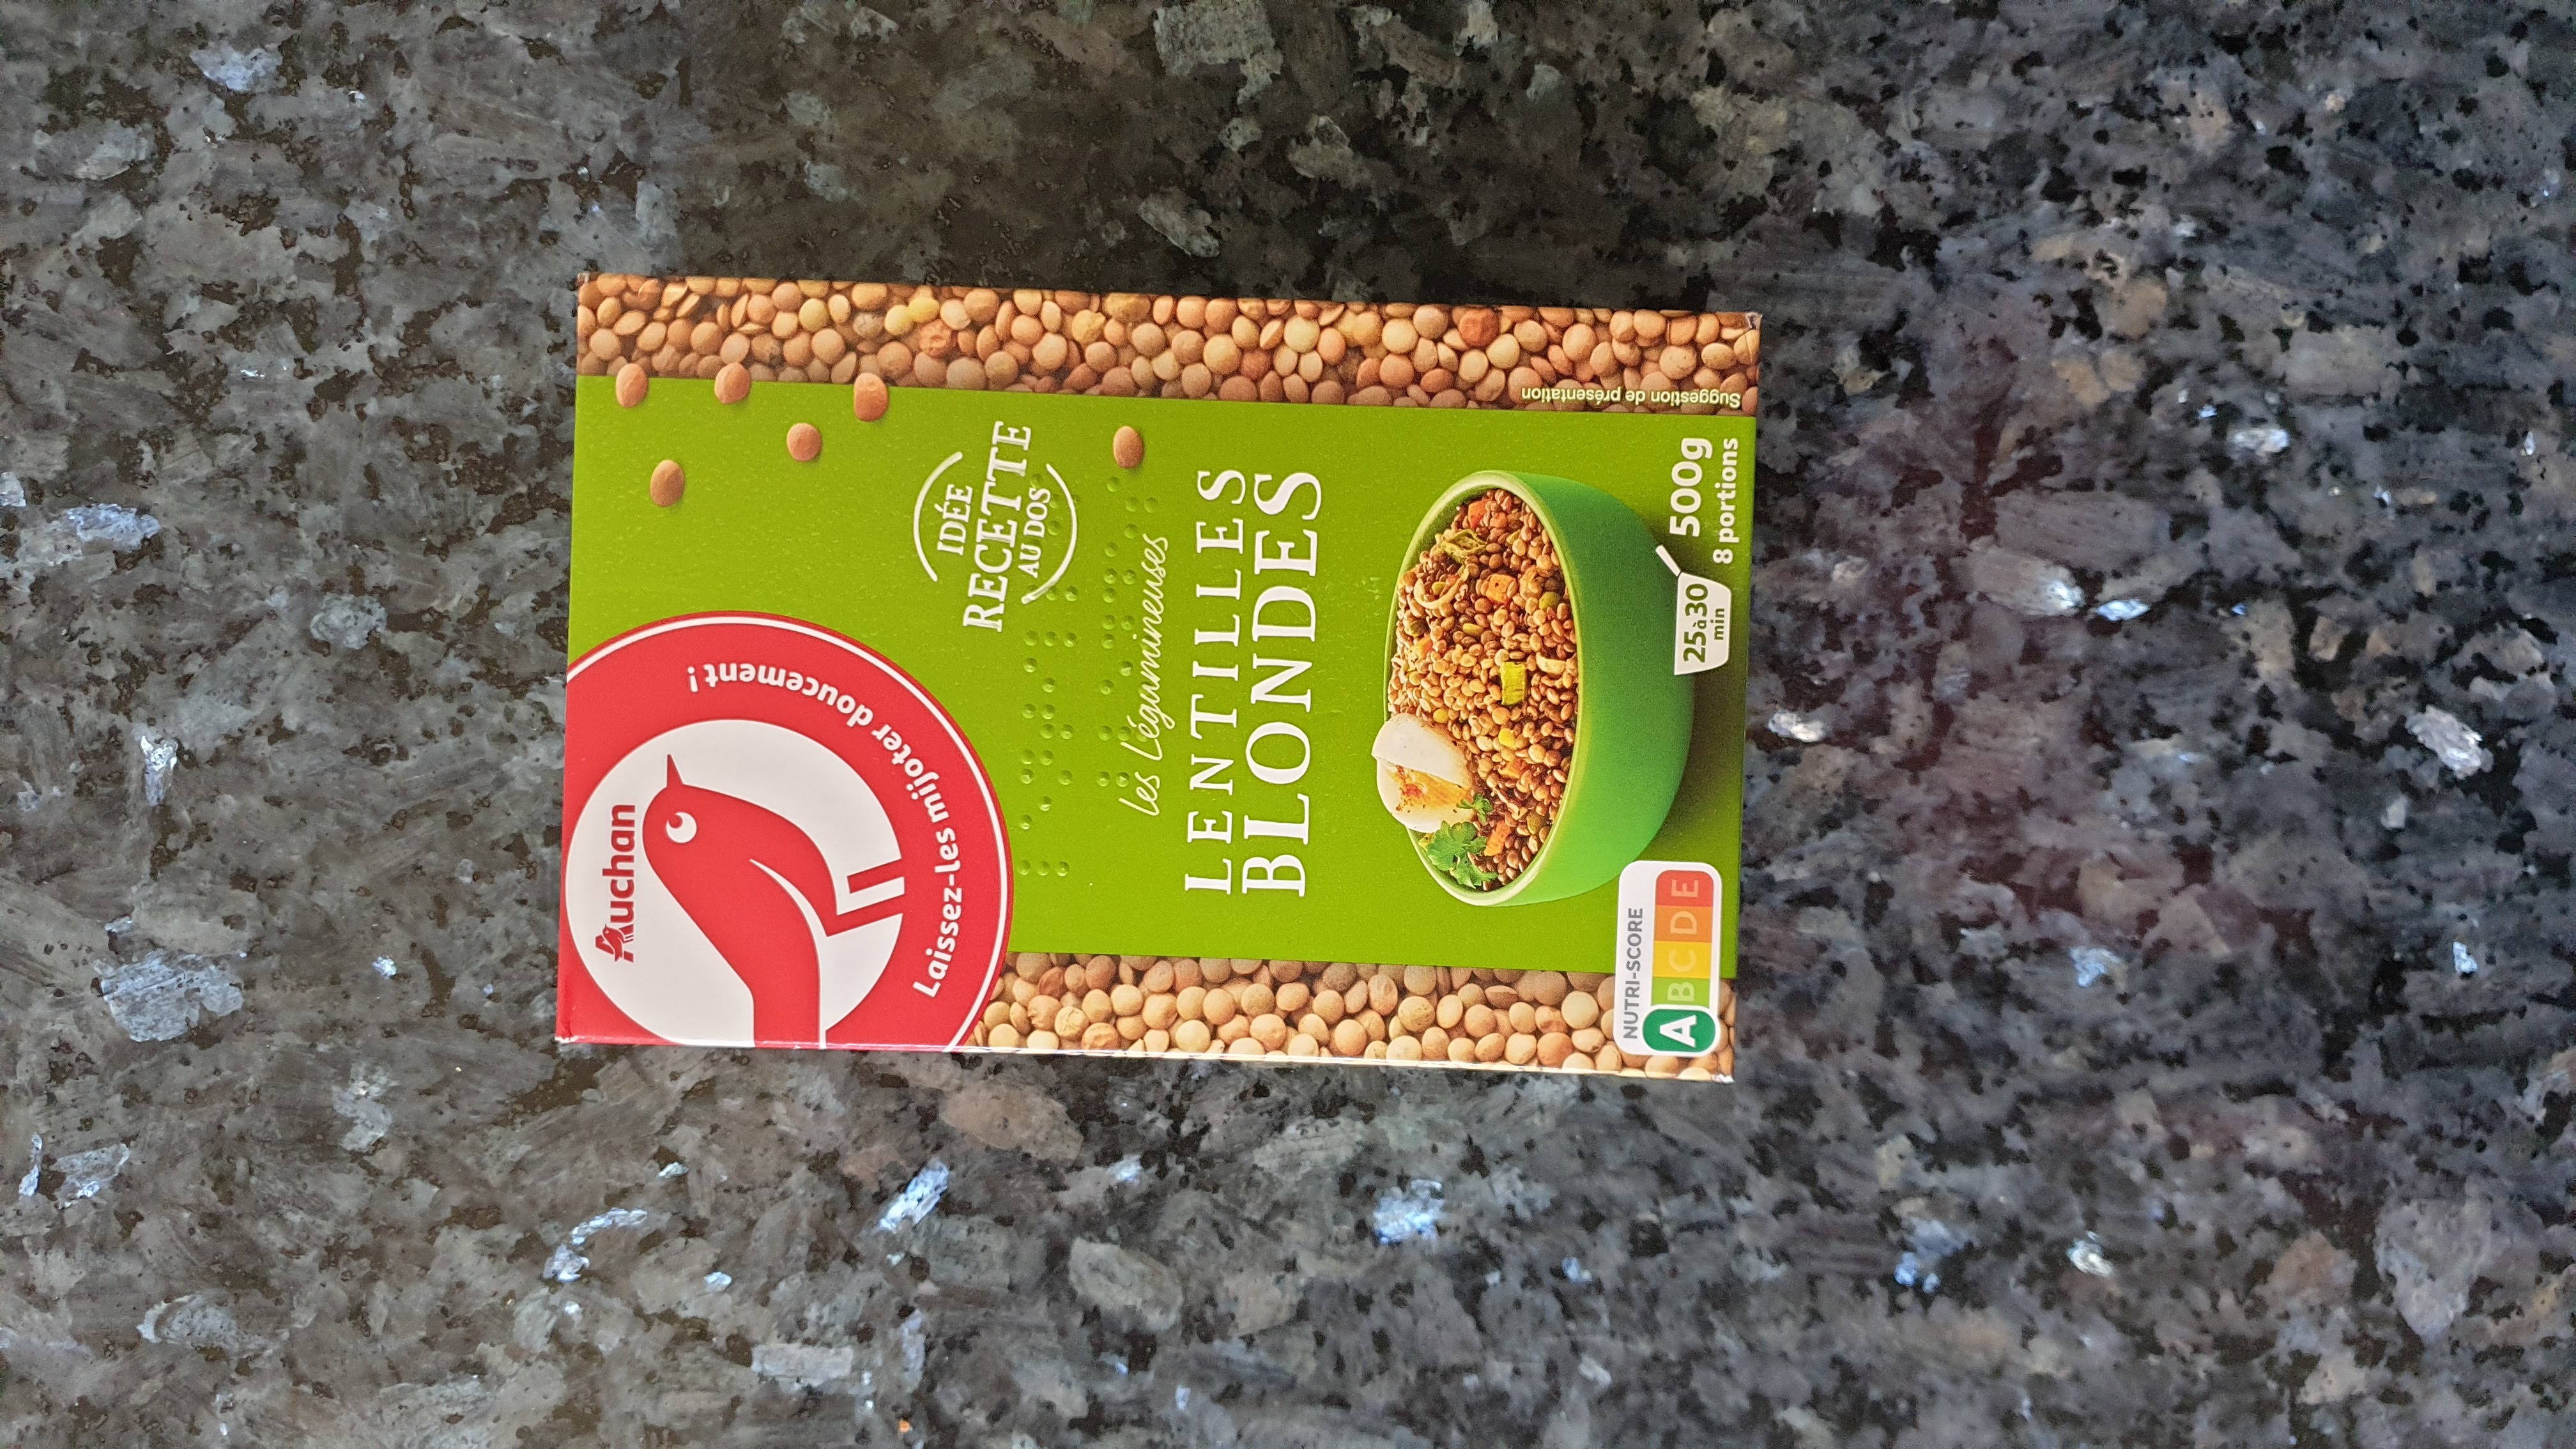 Auchan
Laissez-les mijoter doucement !
IDÉE
RECETTE
AU DOS
les Légumineuses
LENTILLES
BLONDES
Suggestion de présentation
NUTRI-SCORE
A B C D E
25 à 30
min
500g
8 portions